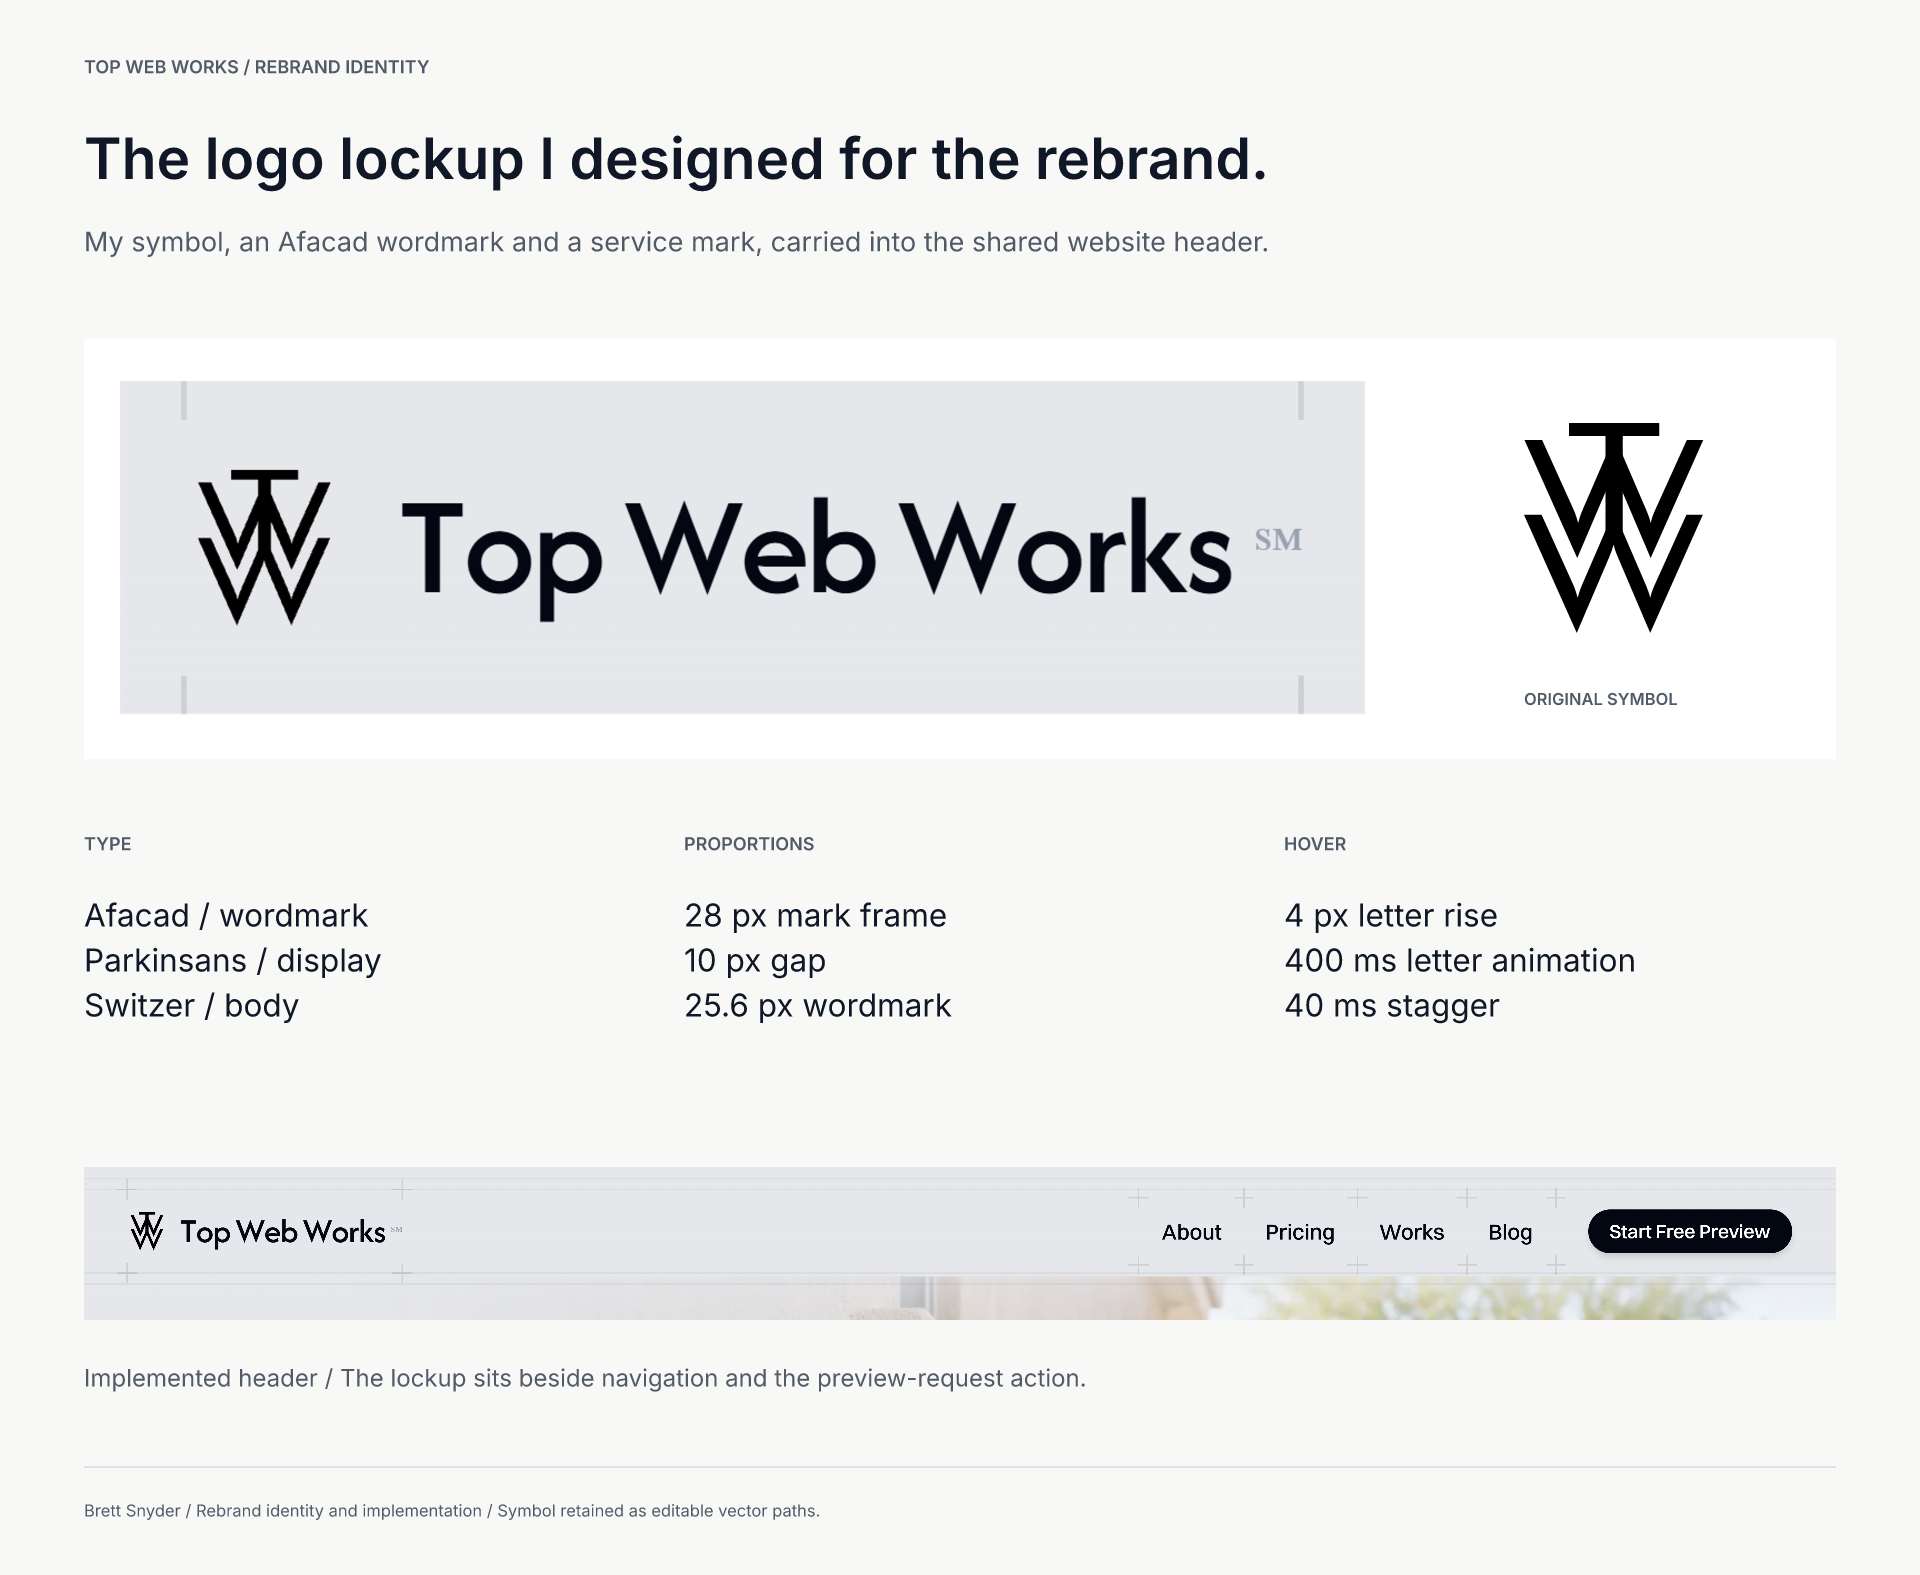 TOP WEB WORKS / REBRAND IDENTITY
The logo lockup I designed for the rebrand.
My symbol, an Afacad wordmark and a service mark, carried into the shared website header.
Top Web Works SM
ORIGINAL SYMBOL
TYPE
Afacad / wordmark
Parkinsans / display
Switzer / body
PROPORTIONS
28 px mark frame
10 px gap
25.6 px wordmark
HOVER
4 px letter rise
400 ms letter animation
40 ms stagger
Top Web Works SM
About Pricing Works Blog Start Free Preview
Implemented header / The lockup sits beside navigation and the preview-request action.
Brett Snyder / Rebrand identity and implementation / Symbol retained as editable vector paths.